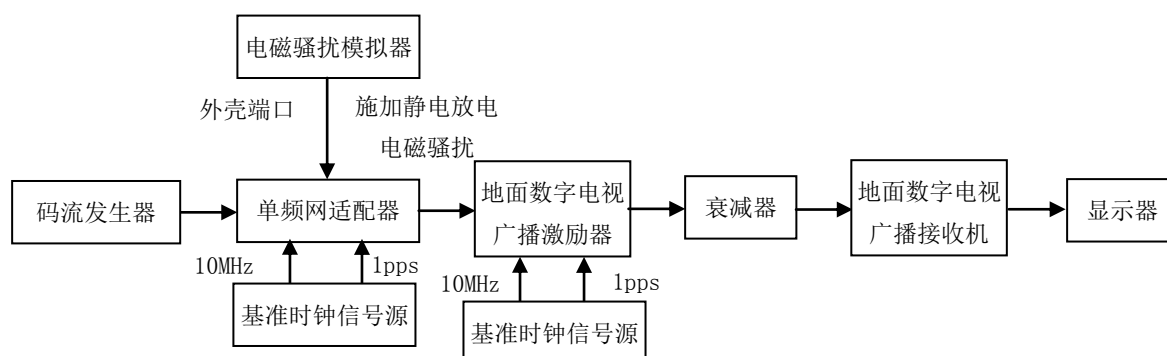 电磁骚扰模拟器
外壳端口
施加静电放电
电磁骚扰
码流发生器
单频网适配器
地面数字电视
广播激励器
衰减器
地面数字电视
广播接收机
显示器
10MHz
1pps
10MHz
1pps
基准时钟信号源
基准时钟信号源